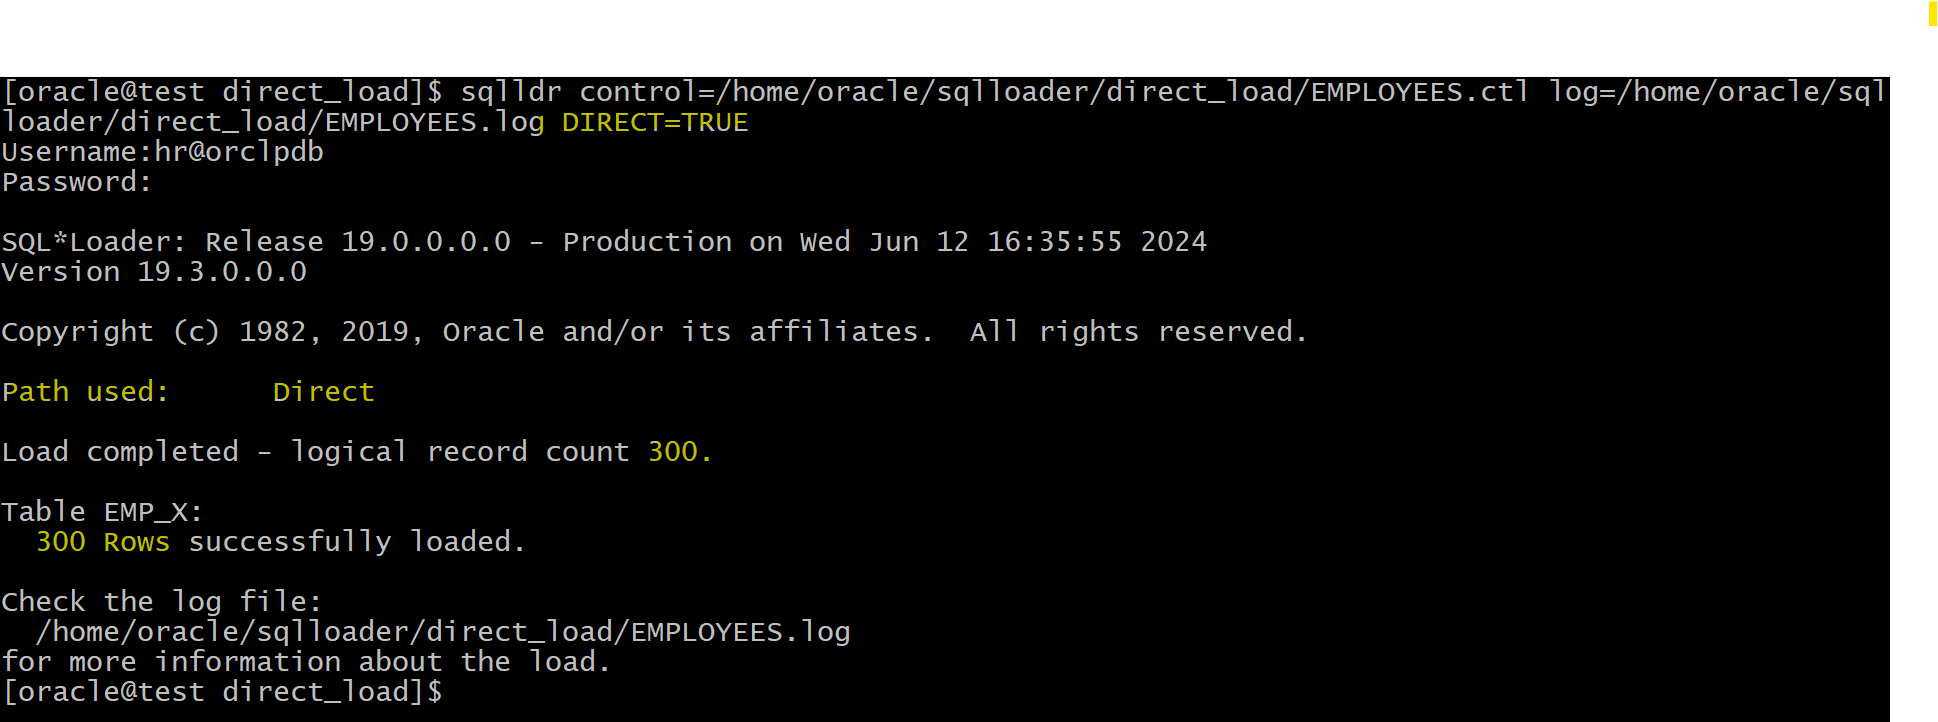 [oracle@test direct_load]$ sqlldr control=/home/oracle/sqlloader/direct_load/EMPLOYEES.ctl log=/home/oracle/sql
loader/direct_load/EMPLOYEES.log DIRECT=TRUE
Username:hr@orclpdb
Password:
SQL*Loader: Release 19.0.0.0.0 - Production on Wed Jun 12 16:35:55 2024
Version 19.3.0.0.0
Copyright (c) 1982, 2019, Oracle and/or its affiliates.  All rights reserved.
Path used:      Direct
Load completed - logical record count 300.
Table EMP_X:
  300 Rows successfully loaded.
Check the log file:
  /home/oracle/sqlloader/direct_load/EMPLOYEES.log
for more information about the load.
[oracle@test direct_load]$